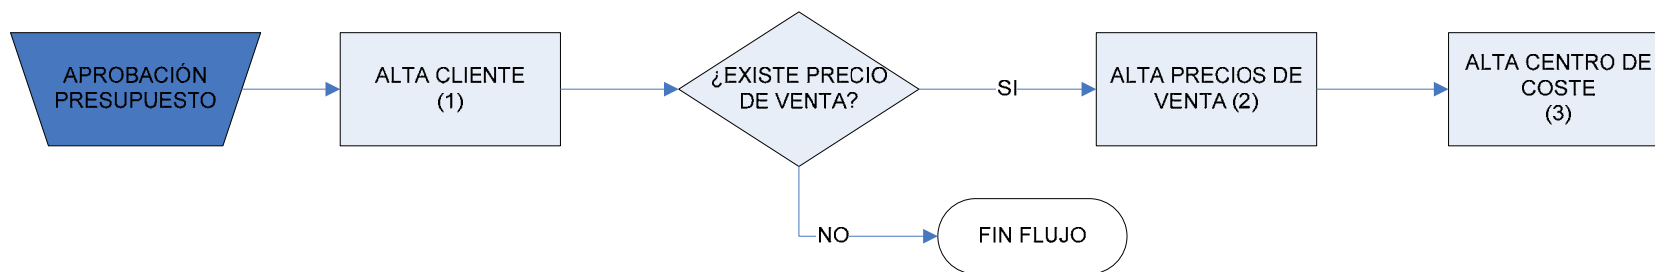 APROBACIÓN
PRESUPUESTO
ALTA CLIENTE
(1)
¿EXISTE PRECIO
DE VENTA?
SI
ALTA PRECIOS DE
VENTA (2)
ALTA CENTRO DE
COSTE
(3)
NO
FIN FLUJO